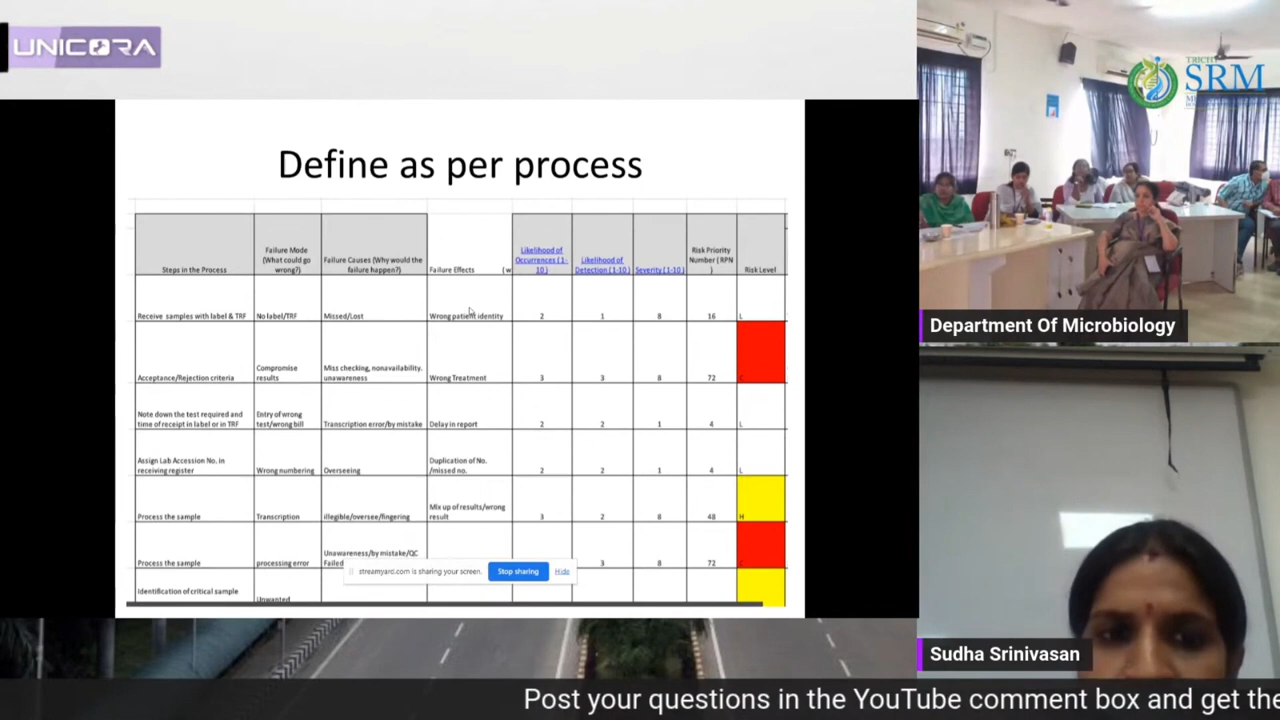 UNICORA
TRICHY
SRM
Define as per process
Steps in the Process
Failure Mode
(What could go
wrong?)
Failure Causes (Why would the
failure happen?)
Failure Effects (w
Likelihood of
Occurrences (1-
10)
Likelihood of
Detection (1-10)
Severity (1-10)
Risk Priority
Number (RPN
)
Risk Level
Receive samples with label & TRF
No label/TRF
Missed/Lost
Wrong patient identity
2
1
8
16
L
Acceptance/Rejection criteria
Compromise
results
Miss checking, nonavailability.
unawareness
Wrong Treatment
3
3
8
72
Note down the test required and
time of receipt in label or in TRF
Entry of wrong
test/wrong bill
Transcription error/by mistake
Delay in report
2
2
1
4
L
Assign Lab Accession No. in
receiving register
Wrong numbering
Overseeing
Duplication of No.
/missed no.
2
2
1
4
L
Process the sample
Transcription
illegible/oversee/fingering
Mix up of results/wrong
result
3
2
8
48
H
Process the sample
processing error
Unawareness/by mistake/QC
Failed
3
8
72
Identification of critical sample
Unwanted
streamyard.com is sharing your screen.
Stop sharing
Hide
Department Of Microbiology
Sudha Srinivasan
Post your questions in the YouTube comment box and get the